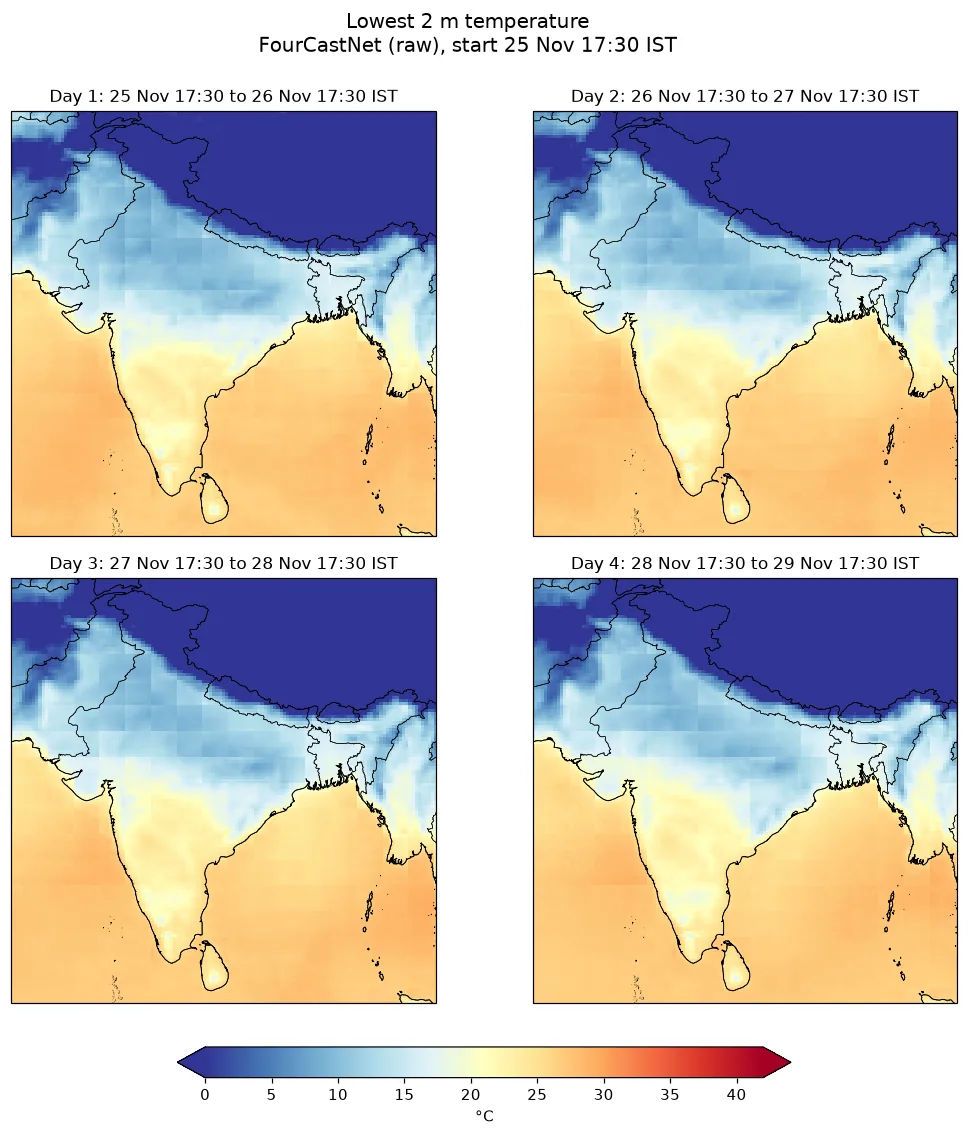 Lowest 2 m temperature
FourCastNet (raw), start 25 Nov 17:30 IST
Day 1: 25 Nov 17:30 to 26 Nov 17:30 IST
Day 2: 26 Nov 17:30 to 27 Nov 17:30 IST
Day 3: 27 Nov 17:30 to 28 Nov 17:30 IST
Day 4: 28 Nov 17:30 to 29 Nov 17:30 IST
0 5 10 15 20 25 30 35 40
°C